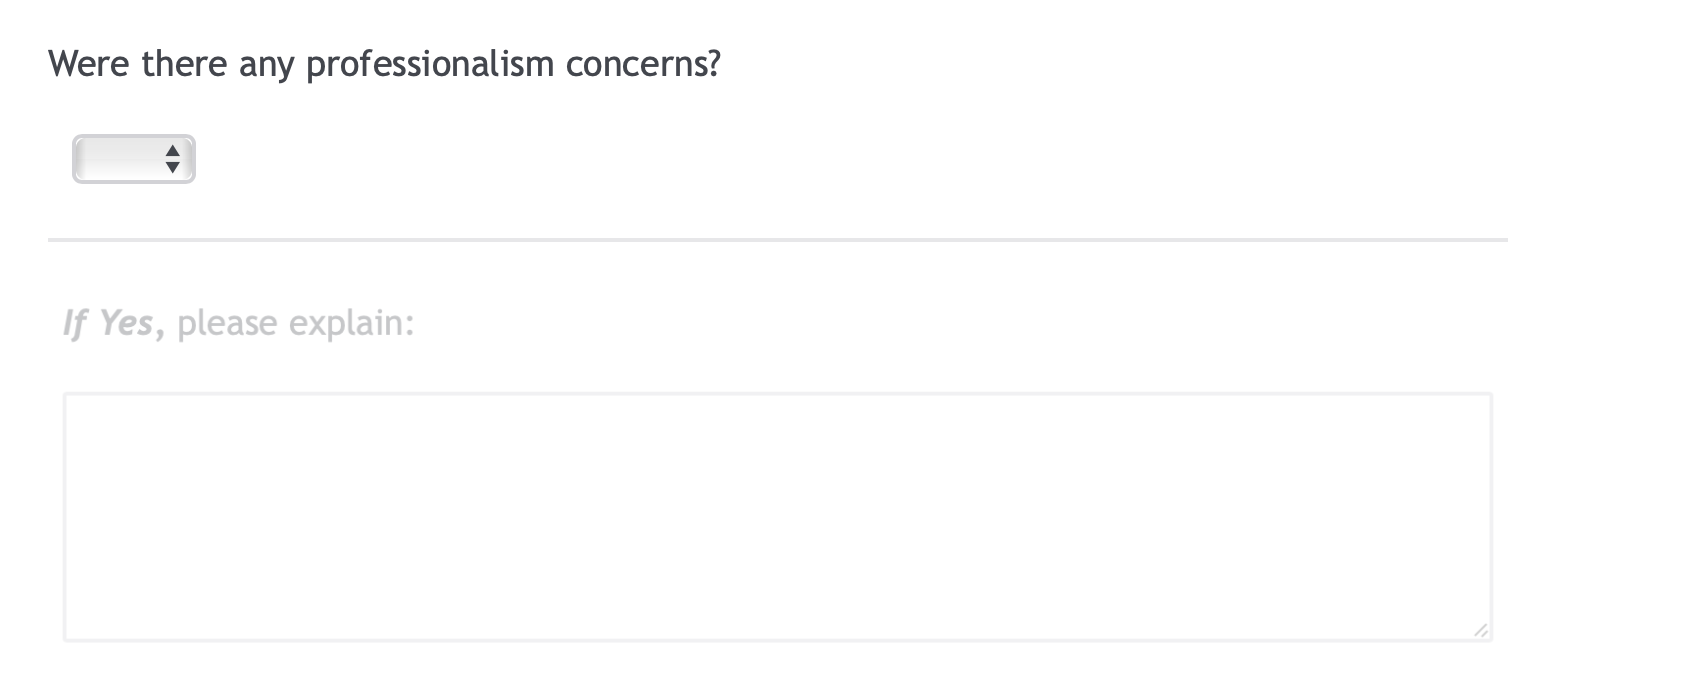 Were there any professionalism concerns?
If Yes, please explain: